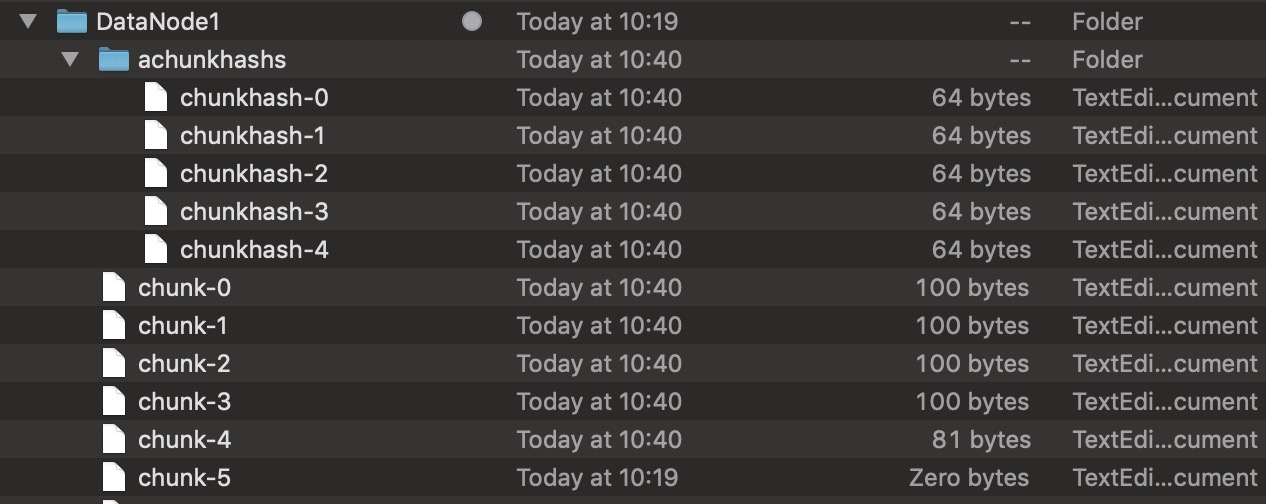 DataNode1 Today at 10:19 -- Folder
achunkhashs Today at 10:40 -- Folder
chunkhash-0 Today at 10:40 64 bytes TextEdi...cument
chunkhash-1 Today at 10:40 64 bytes TextEdi...cument
chunkhash-2 Today at 10:40 64 bytes TextEdi...cument
chunkhash-3 Today at 10:40 64 bytes TextEdi...cument
chunkhash-4 Today at 10:40 64 bytes TextEdi...cument
chunk-0 Today at 10:40 100 bytes TextEdi...cument
chunk-1 Today at 10:40 100 bytes TextEdi...cument
chunk-2 Today at 10:40 100 bytes TextEdi...cument
chunk-3 Today at 10:40 100 bytes TextEdi...cument
chunk-4 Today at 10:40 81 bytes TextEdi...cument
chunk-5 Today at 10:19 Zero bytes TextEdi...cument